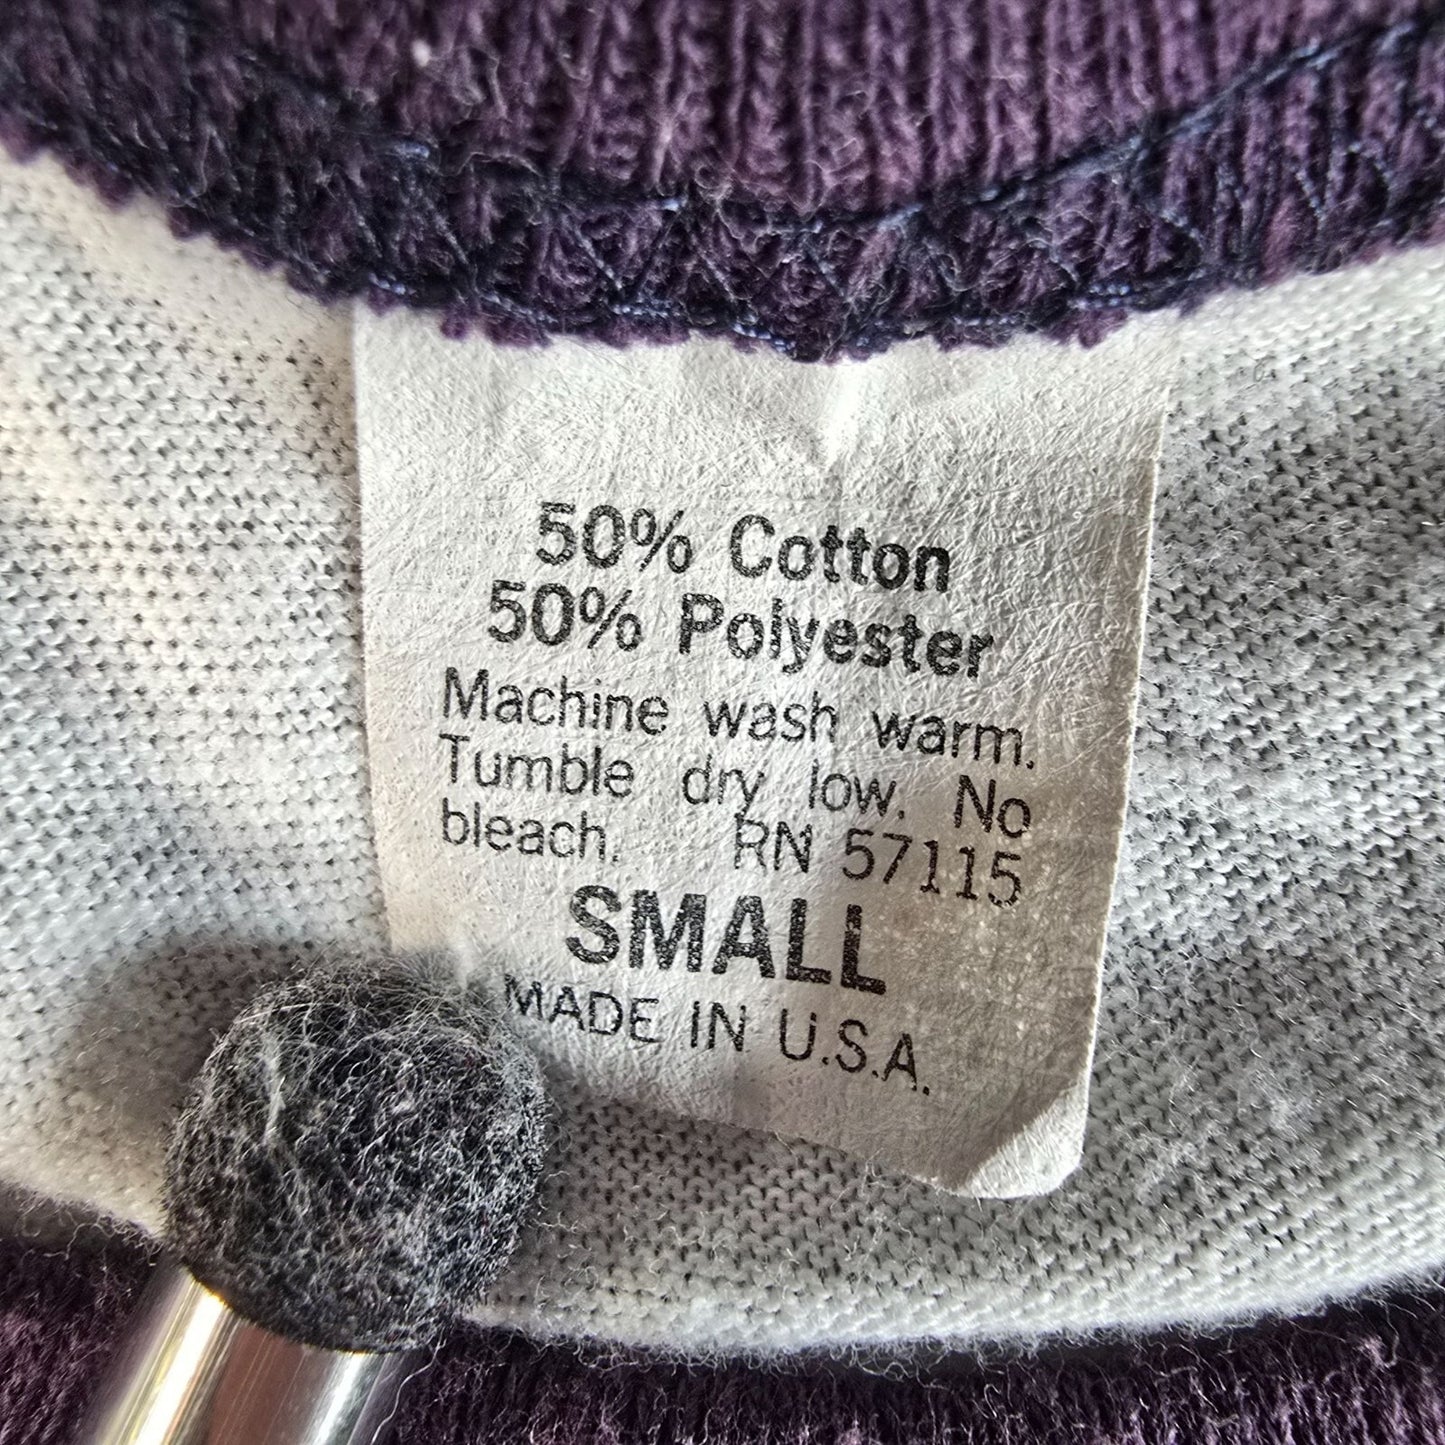 50% Cotton
50% Polyester
Machine wash warm.
Tumble dry low. No
bleach. RN 57115
SMALL
MADE IN U.S.A.